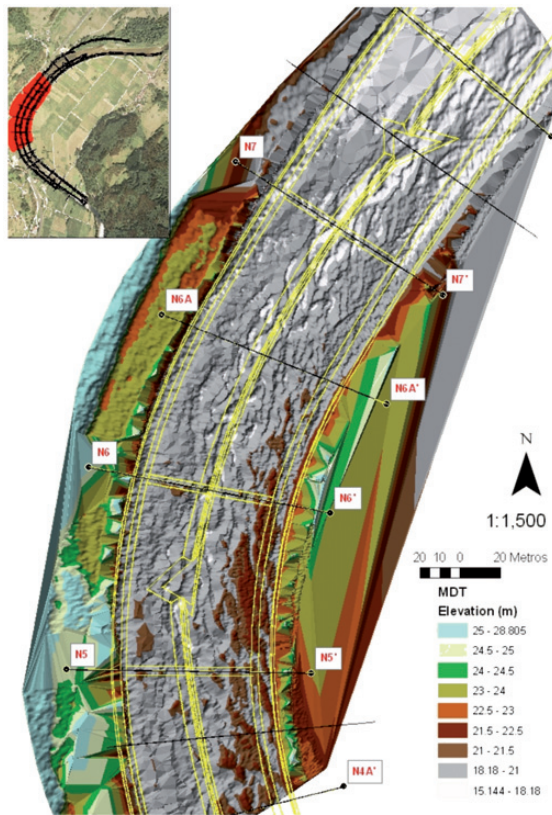 N7
N7'
N6A
N6A'
N6
N6'
N
1:1,500
20 10 0 20 Metros
MDT
Elevation (m)
25 - 28.805
24.5 - 25
24 - 24.5
23 - 24
22.5 - 23
21.5 - 22.5
21 - 21.5
18.18 - 21
15.144 - 18.18
N5
N5'
N4A'